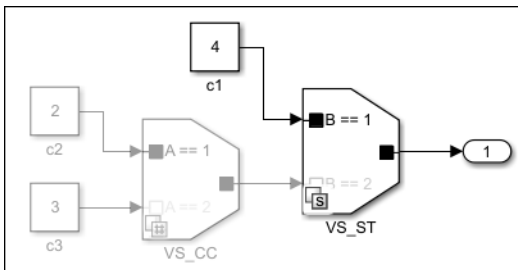 4
c1
2
c2
A == 1
3
c3
A == 2
#
VS_CC
B == 1
B == 2
S
VS_ST
1